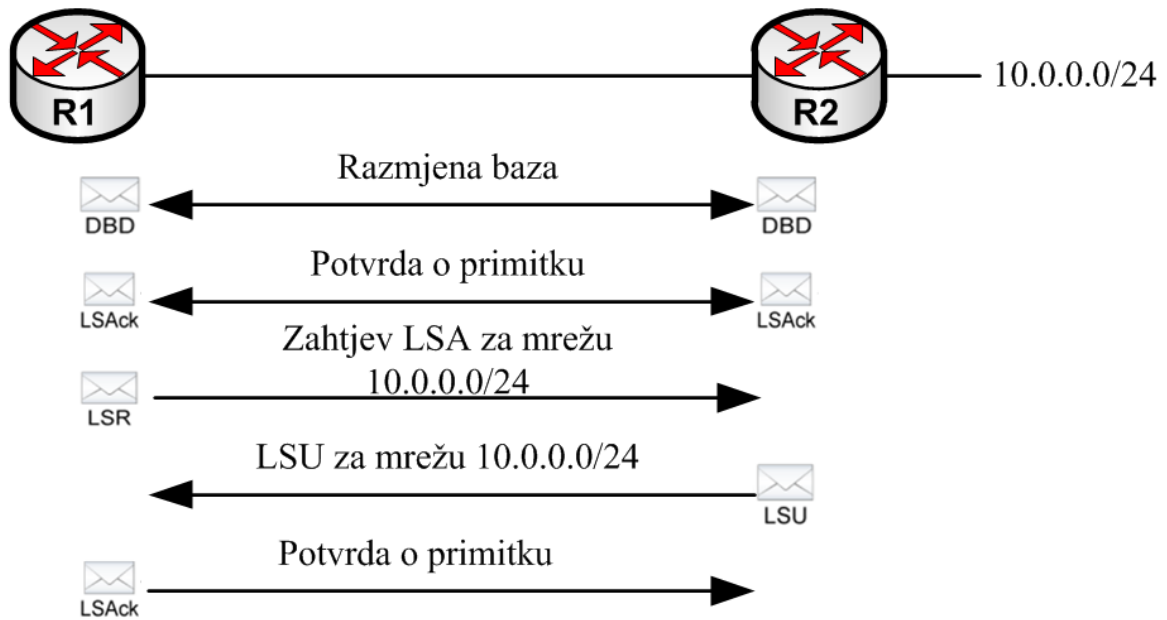 R1
R2
10.0.0.0/24
Razmjena baza
DBD
DBD
Potvrda o primitku
LSAck
LSAck
Zahtjev LSA za mrežu
10.0.0.0/24
LSR
LSU za mrežu 10.0.0.0/24
LSU
Potvrda o primitku
LSAck